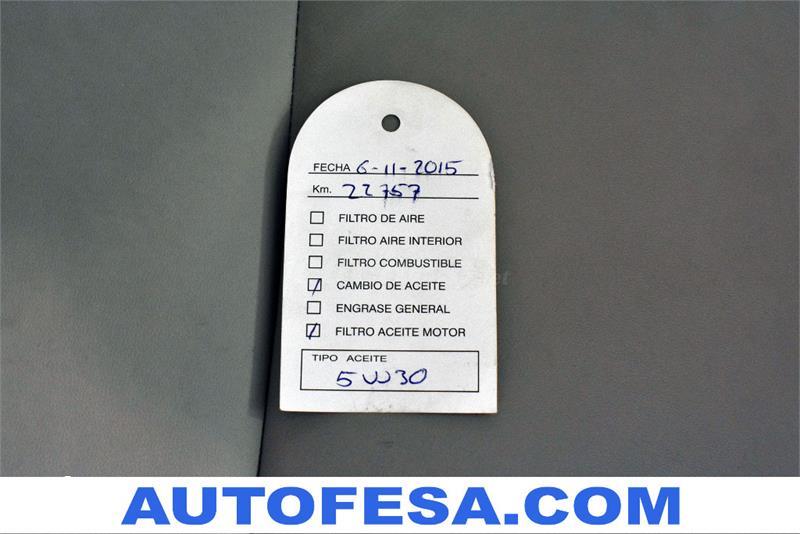 FECHA 6-11-2015
Km. 22757
FILTRO DE AIRE
FILTRO AIRE INTERIOR
FILTRO COMBUSTIBLE
CAMBIO DE ACEITE
ENGRASE GENERAL
FILTRO ACEITE MOTOR
TIPO ACEITE
5W30
AUTOFESA.COM